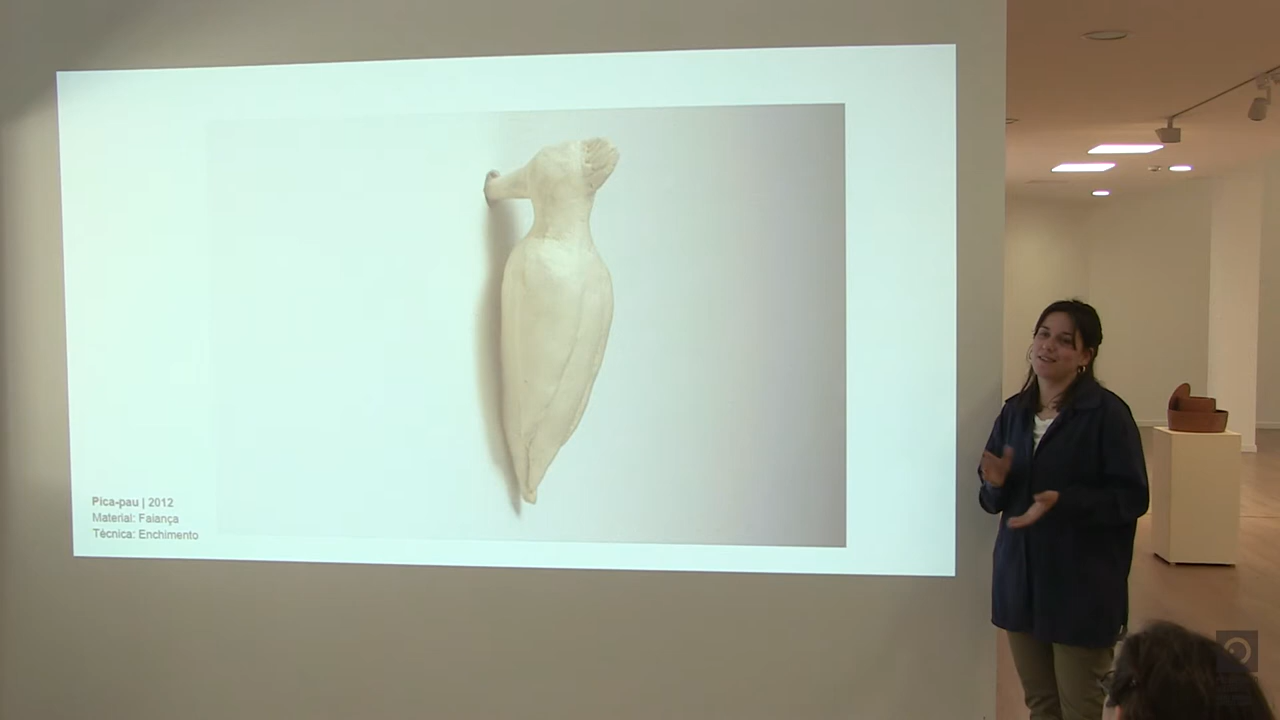 Pica-pau | 2012
Material: Faiança
Técnica: Enchimento